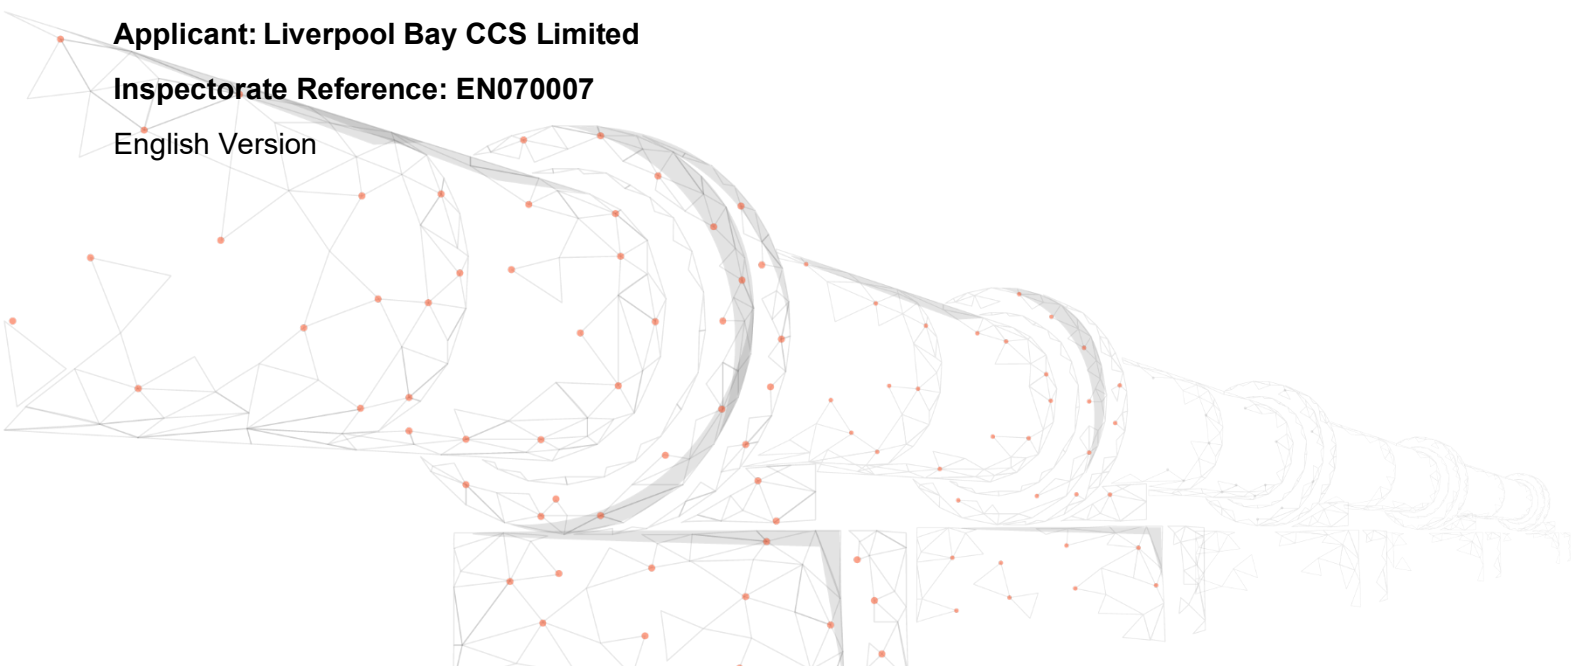 Applicant: Liverpool Bay CCS Limited
Inspectorate Reference: EN070007
English Version